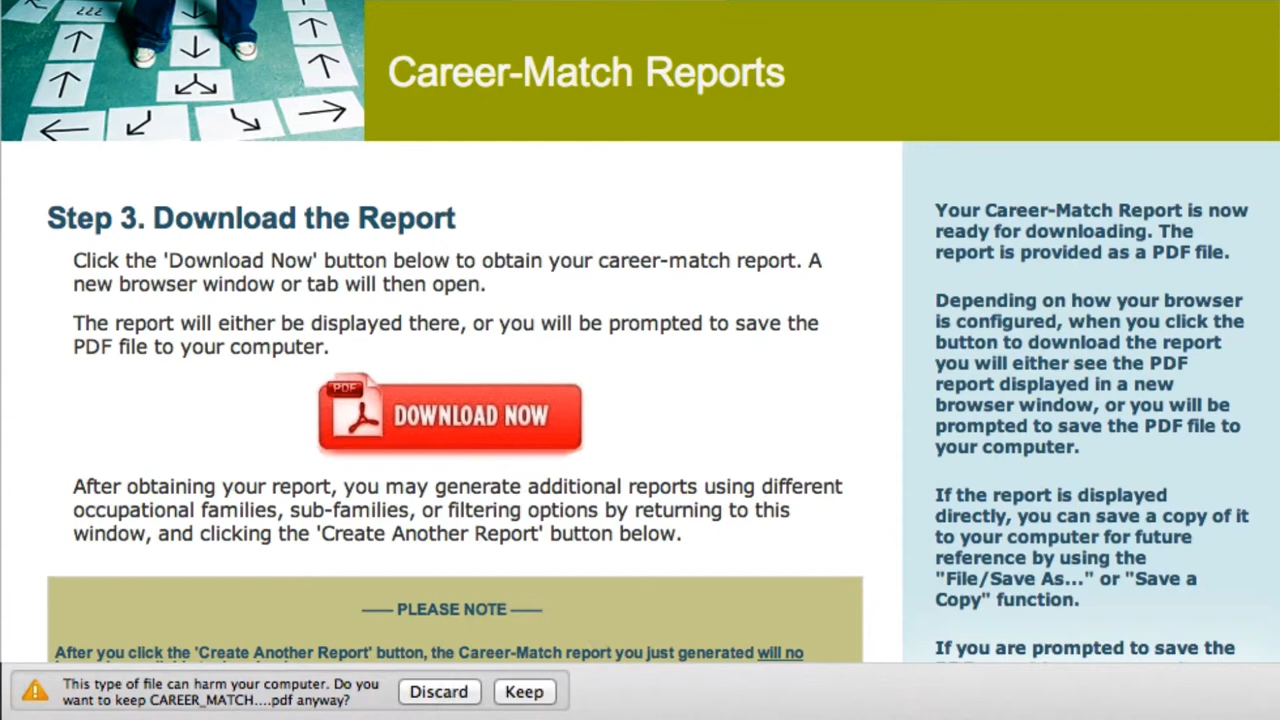 Career-Match Reports
Step 3. Download the Report
Click the 'Download Now' button below to obtain your career-match report. A
new browser window or tab will then open.
The report will either be displayed there, or you will be prompted to save the
PDF file to your computer.
PDF
DOWNLOAD NOW
After obtaining your report, you may generate additional reports using different
occupational families, sub-families, or filtering options by returning to this
window, and clicking the 'Create Another Report' button below.
—— PLEASE NOTE ——
After you click the 'Create Another Report' button, the Career-Match report you just generated will no
Your Career-Match Report is now
ready for downloading. The
report is provided as a PDF file.
Depending on how your browser
is configured, when you click the
button to download the report
you will either see the PDF
report displayed in a new
browser window, or you will be
prompted to save the PDF file to
your computer.
If the report is displayed
directly, you can save a copy of it
to your computer for future
reference by using the
"File/Save As..." or "Save a
Copy" function.
If you are prompted to save the
This type of file can harm your computer. Do you
want to keep CAREER_MATCH....pdf anyway?
Discard
Keep